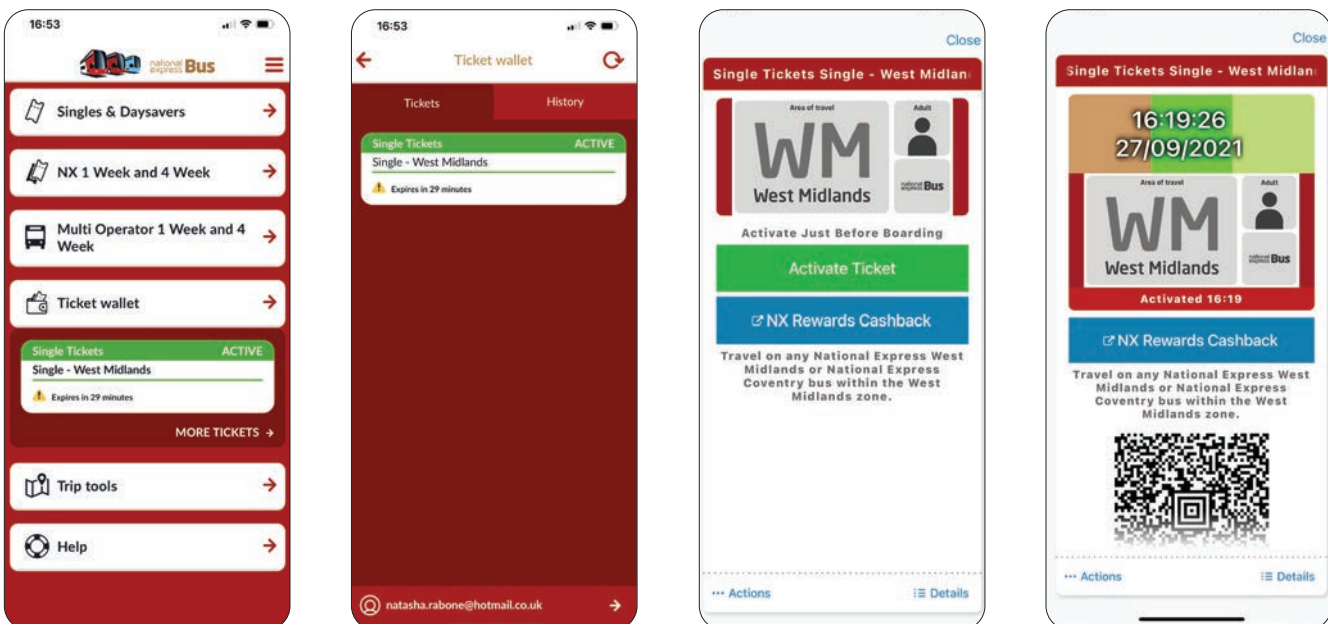 16:53
national express Bus
Singles & Daysavers
NX 1 Week and 4 Week
Multi Operator 1 Week and 4
Week
Ticket wallet
Single Tickets ACTIVE
Single - West Midlands
Expires in 29 minutes
MORE TICKETS
Trip tools
Help
16:53
Ticket wallet
Tickets History
Single Tickets ACTIVE
Single - West Midlands
Expires in 29 minutes
natasha.rabone@hotmail.co.uk
Close
Single Tickets Single - West Midlan
Area of travel Adult
WM
West Midlands
national express Bus
Activate Just Before Boarding
Activate Ticket
NX Rewards Cashback
Travel on any National Express West
Midlands or National Express
Coventry bus within the West
Midlands zone.
Actions Details
Close
Single Tickets Single - West Midlan
16:19:26
27/09/2021
Area of travel Adult
WM
West Midlands
national express Bus
Activated 16:19
NX Rewards Cashback
Travel on any National Express West
Midlands or National Express
Coventry bus within the West
Midlands zone.
Actions Details